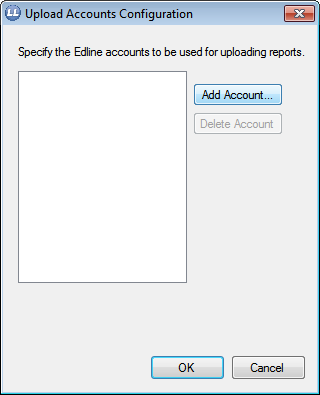 Upload Accounts Configuration
Specify the Edline accounts to be used for uploading reports.
Add Account...
Delete Account
OK
Cancel